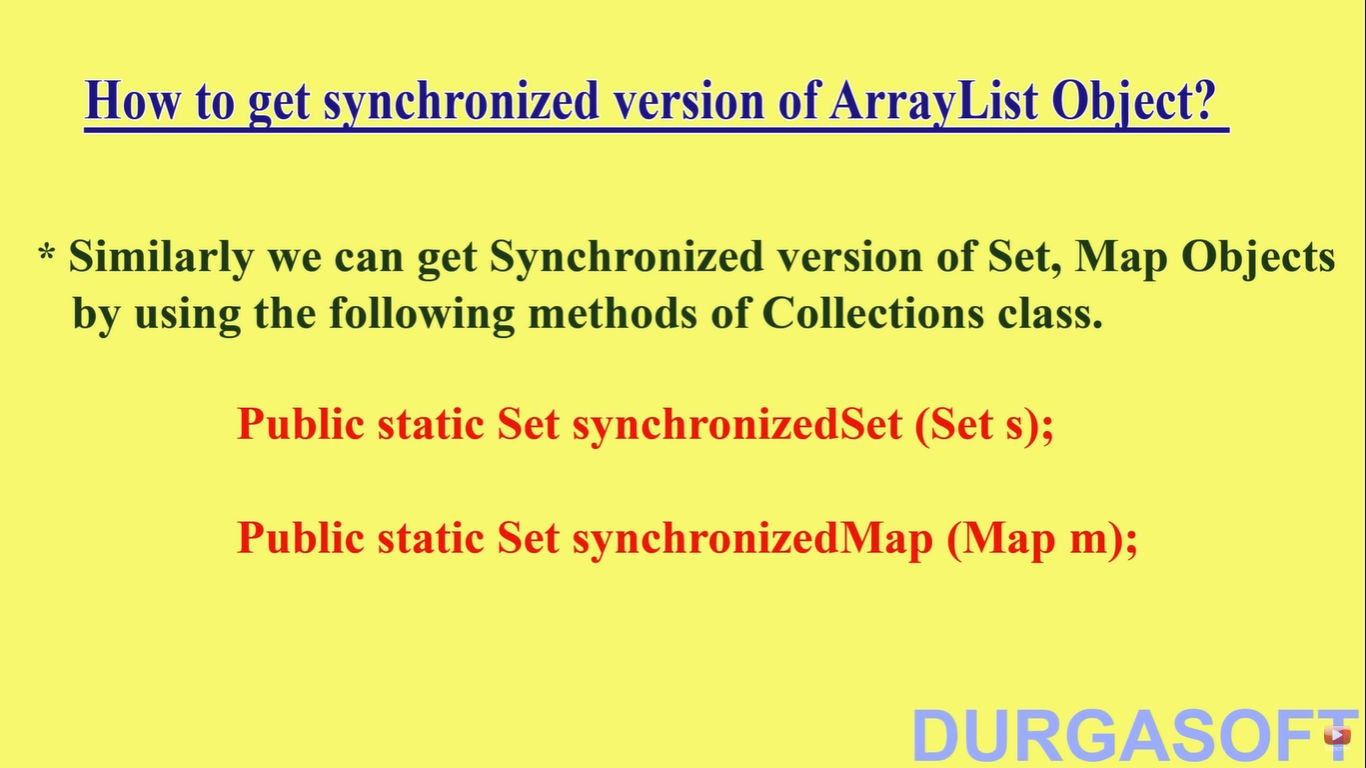 How to get synchronized version of ArrayList Object?
* Similarly we can get Synchronized version of Set, Map Objects
by using the following methods of Collections class.
Public static Set synchronizedSet (Set s);
Public static Set synchronizedMap (Map m);
DURGASOFT